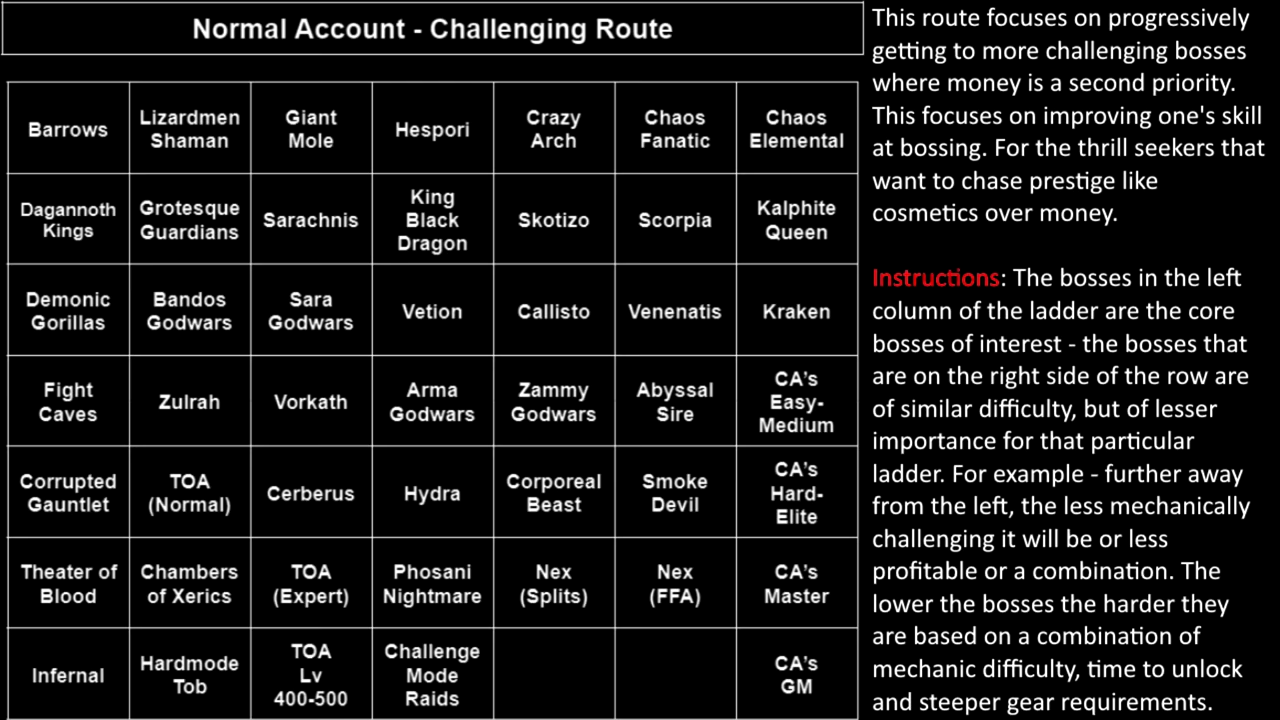 Normal Account - Challenging Route
Barrows
Lizardmen
Shaman
Giant
Mole
Hespori
Crazy
Arch
Chaos
Fanatic
Chaos
Elemental
Dagannoth
Kings
Grotesque
Guardians
Sarachnis
King
Black
Dragon
Skotizo
Scorpia
Kalphite
Queen
Demonic
Gorillas
Bandos
Godwars
Sara
Godwars
Vetion
Callisto
Venenatis
Kraken
Fight
Caves
Zulrah
Vorkath
Arma
Godwars
Zammy
Godwars
Abyssal
Sire
CA's
Easy-
Medium
Corrupted
Gauntlet
TOA
(Normal)
Cerberus
Hydra
Corporeal
Beast
Smoke
Devil
CA's
Hard-
Elite
Theater of
Blood
Chambers
of Xerics
TOA
(Expert)
Phosani
Nightmare
Nex
(Splits)
Nex
(FFA)
CA's
Master
Infernal
Hardmode
Tob
TOA
Lv
400-500
Challenge
Mode
Raids
CA's
GM
This route focuses on progressively
getting to more challenging bosses
where money is a second priority.
This focuses on improving one's skill
at bossing. For the thrill seekers that
want to chase prestige like
cosmetics over money.
Instructions: The bosses in the left
column of the ladder are the core
bosses of interest - the bosses that
are on the right side of the row are
of similar difficulty, but of lesser
importance for that particular
ladder. For example - further away
from the left, the less mechanically
challenging it will be or less
profitable or a combination. The
lower the bosses the harder they
are based on a combination of
mechanic difficulty, time to unlock
and steeper gear requirements.